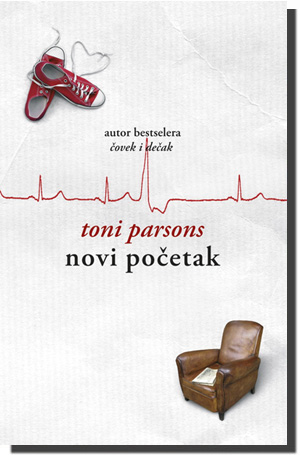 autor bestselera
čovek i dečak
toni parsons
novi početak